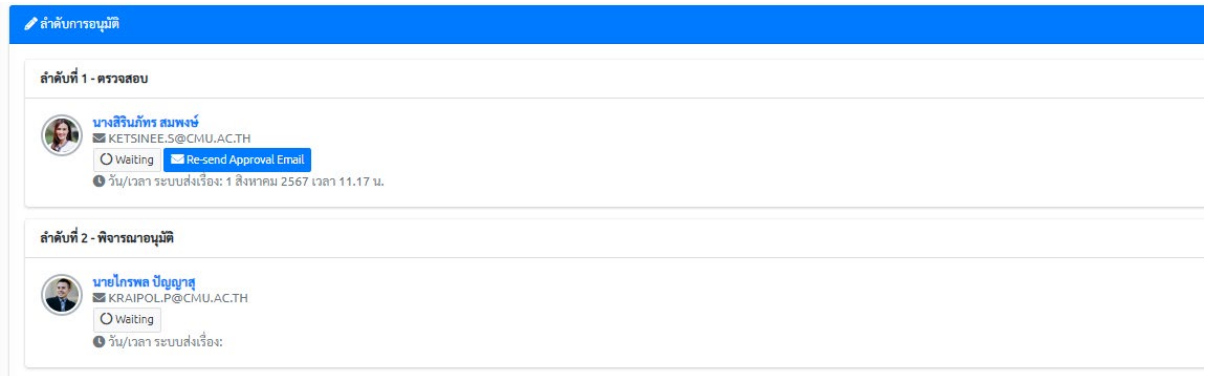 ลำดับการอนุมัติ
ลำดับที่ 1 - ตรวจสอบ
นางสิรินภัทร สมพงษ์
KETSINEE.S@CMU.AC.TH
Waiting Re-send Approval Email
วัน/เวลา ระบบส่งเรื่อง: 1 สิงหาคม 2567 เวลา 11.17 น.
ลำดับที่ 2 - พิจารณาอนุมัติ
นายไกรพล ปัญญาสุ
KRAIPOL.P@CMU.AC.TH
Waiting
วัน/เวลา ระบบส่งเรื่อง: